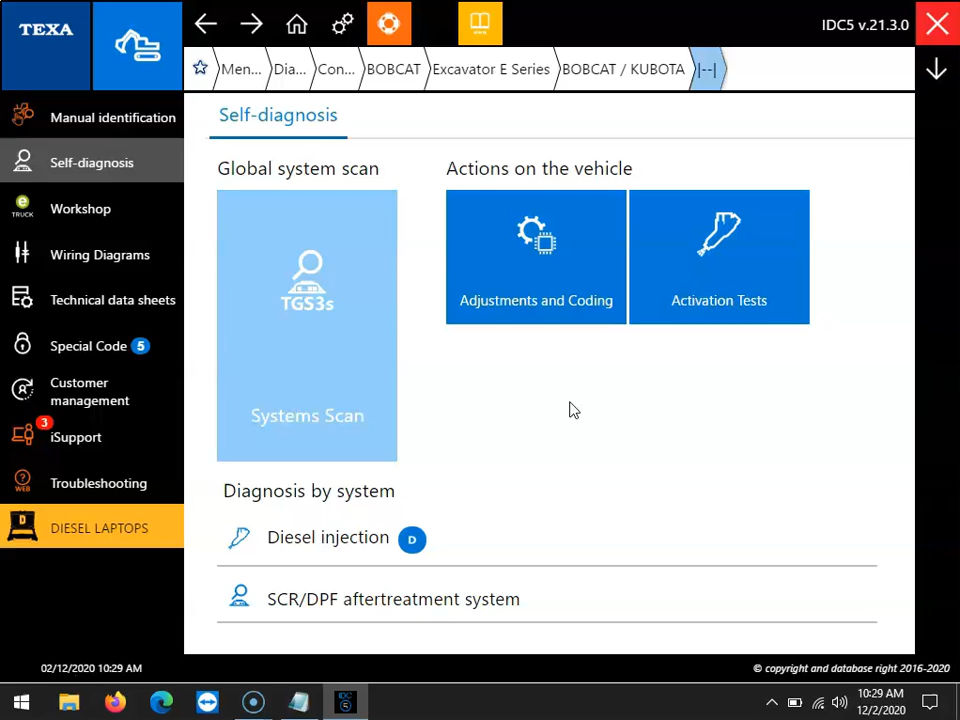 TEXA
IDC5 v.21.3.0
Men...
Dia...
Con...
BOBCAT
Excavator E Series
BOBCAT / KUBOTA
|--|
Manual identification
Self-diagnosis
e
TRUCK
Workshop
Wiring Diagrams
Technical data sheets
Special Code 5
Customer
management
3
iSupport
?
WEB
Troubleshooting
D
DIESEL LAPTOPS
Self-diagnosis
Global system scan
TGS3s
Systems Scan
Actions on the vehicle
Adjustments and Coding
Activation Tests
Diagnosis by system
Diesel injection D
SCR/DPF aftertreatment system
02/12/2020 10:29 AM
© copyright and database right 2016-2020
IDC
5
10:29 AM
12/2/2020